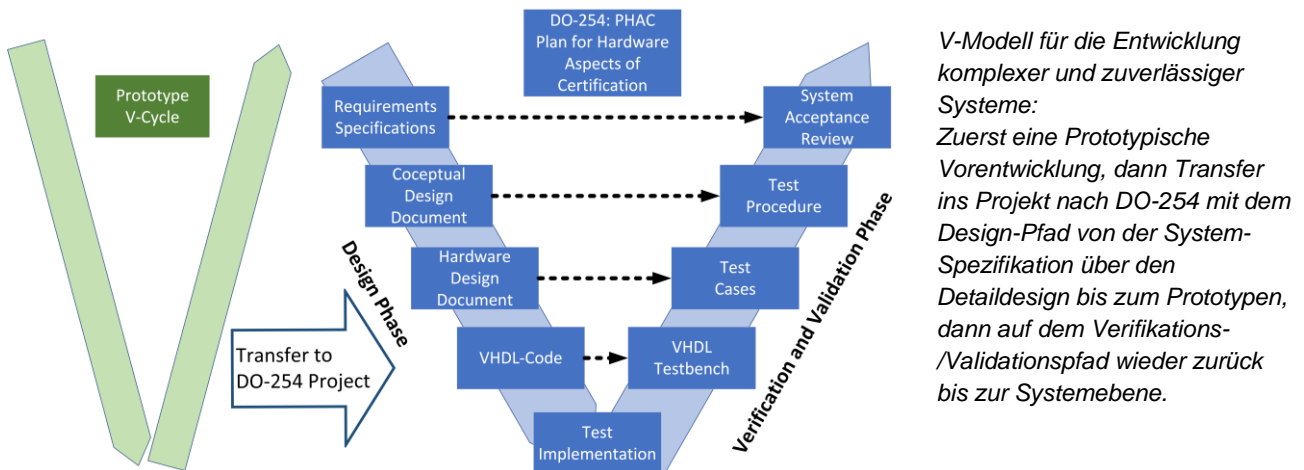 Prototype
V-Cycle
Transfer to
DO-254 Project
DO-254: PHAC
Plan for Hardware
Aspects of
Certification
Requirements
Specifications
System
Acceptance
Review
Coceptual
Design
Document
Test
Procedure
Hardware
Design
Document
Test
Cases
VHDL-Code
VHDL
Testbench
Test
Implementation
Design Phase
Verification and Validation Phase
V-Modell für die Entwicklung
komplexer und zuverlässiger
Systeme:
Zuerst eine Prototypische
Vorentwicklung, dann Transfer
ins Projekt nach DO-254 mit dem
Design-Pfad von der System-
Spezifikation über den
Detaildesign bis zum Prototypen,
dann auf dem Verifikations-
/Validationspfad wieder zurück
bis zur Systemebene.